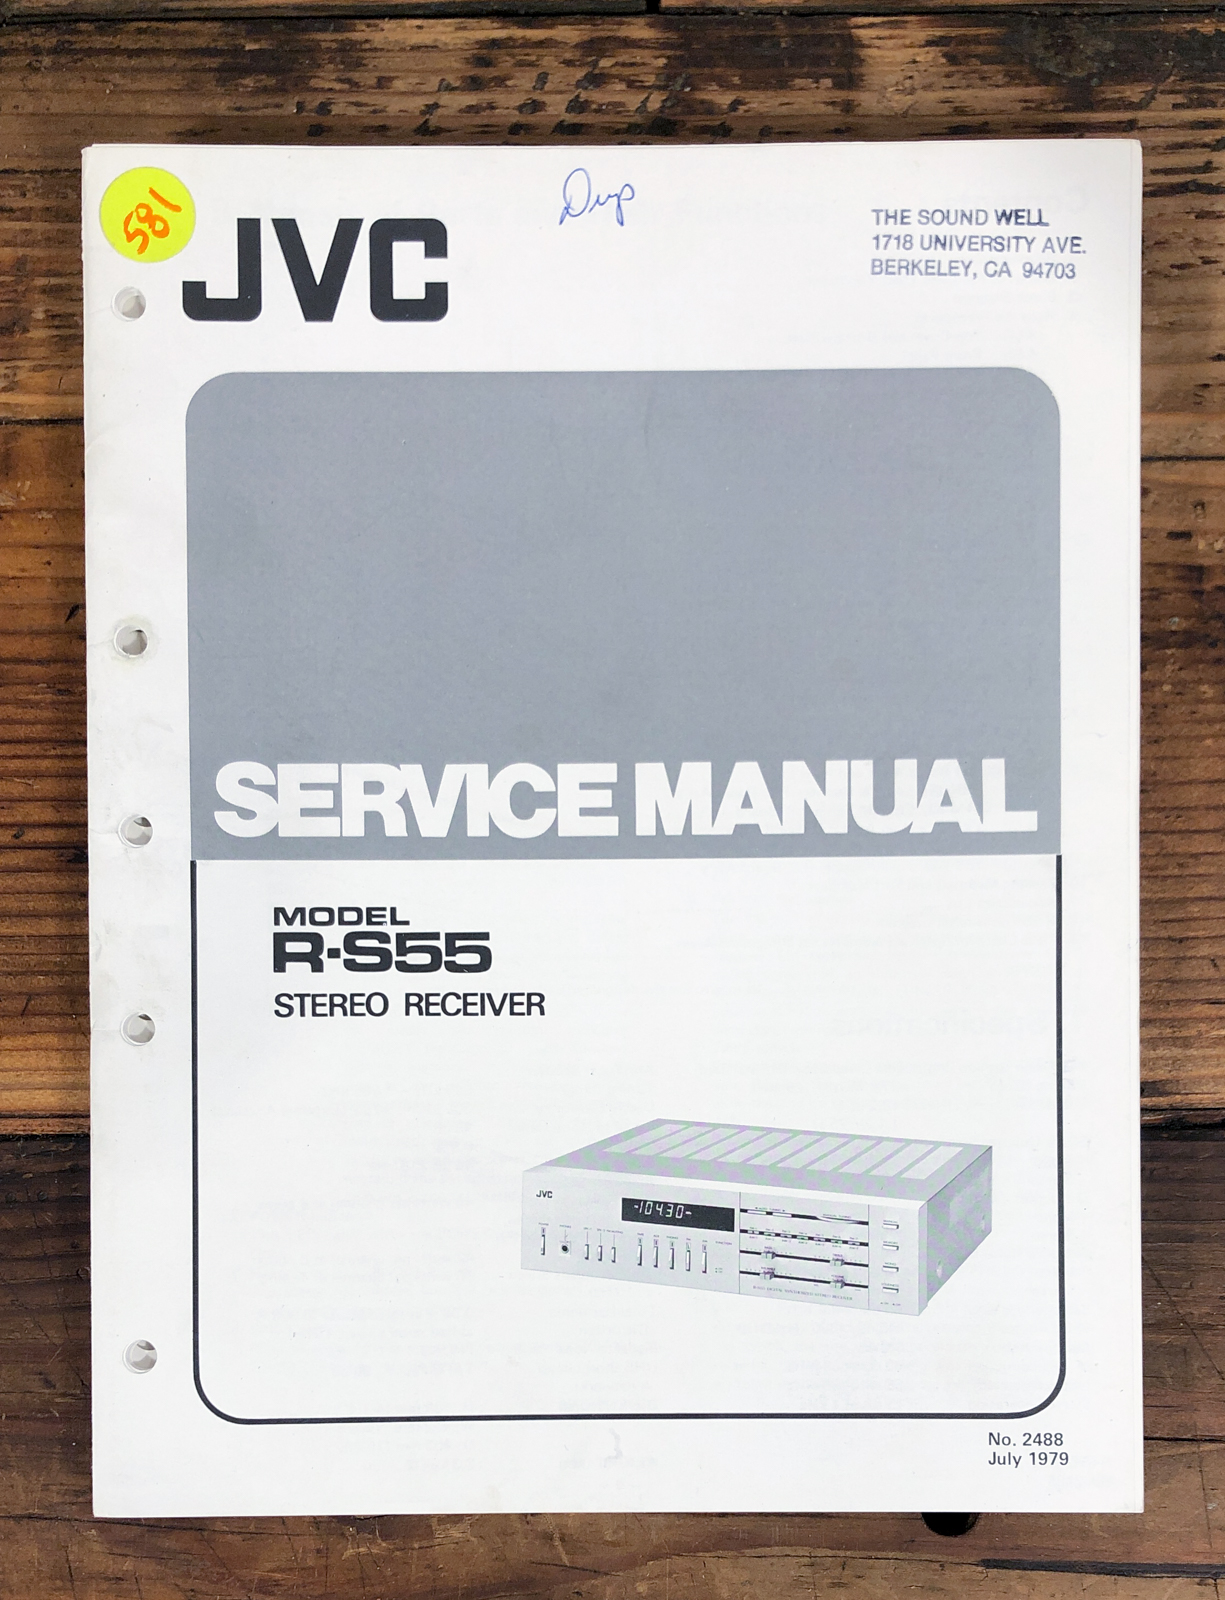 581
Dup
JVC
THE SOUND WELL
1718 UNIVERSITY AVE.
BERKELEY, CA 94703
SERVICE MANUAL
MODEL
R-S55
STEREO RECEIVER
JVC
104.30
No. 2488
July 1979